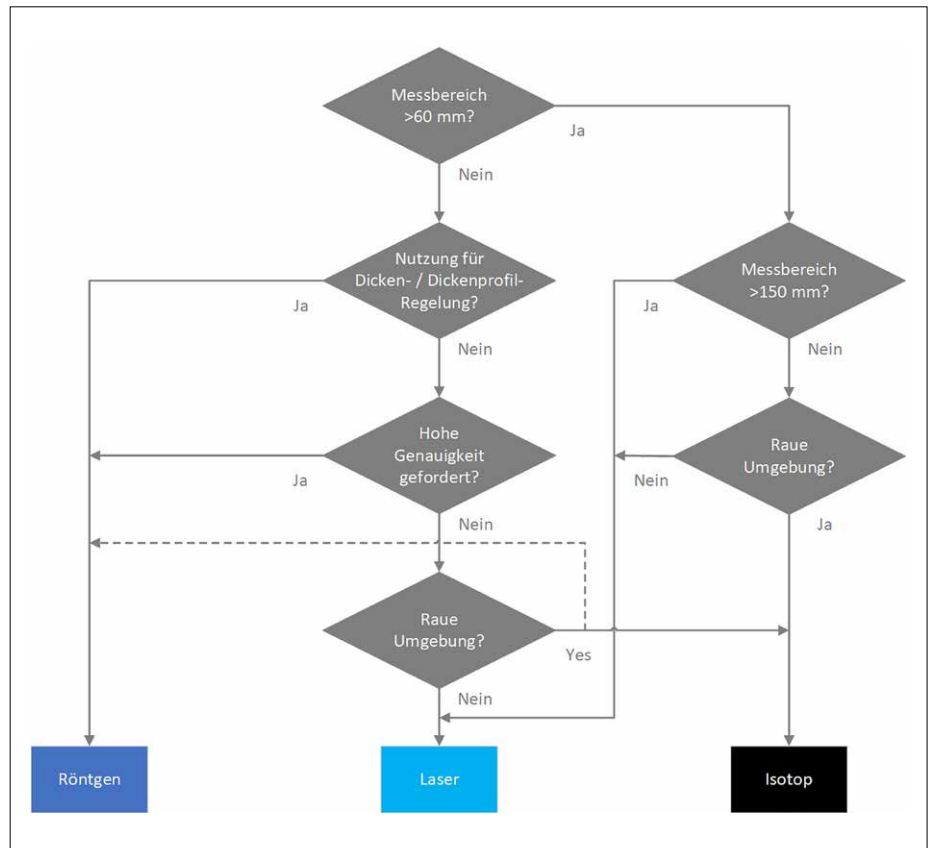 Messbereich
>60 mm?
Ja
Nein
Nutzung für
Dicken- / Dickenprofil-
Regelung?
Ja
Nein
Messbereich
>150 mm?
Ja
Nein
Hohe
Genauigkeit
gefordert?
Ja
Nein
Raue
Umgebung?
Nein
Ja
Raue
Umgebung?
Yes
Nein
Röntgen
Laser
Isotop